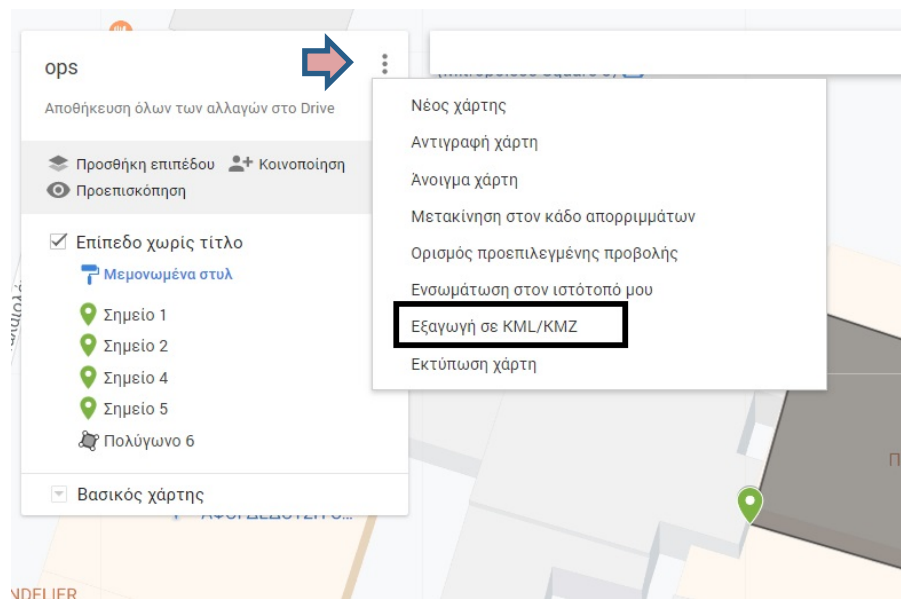 ops
Αποθήκευση όλων των αλλαγών στο Drive
Προσθήκη επιπέδου Κοινοποίηση
Προεπισκόπηση
Επίπεδο χωρίς τίτλο
Μεμονωμένα στυλ
Σημείο 1
Σημείο 2
Σημείο 4
Σημείο 5
Πολύγωνο 6
Βασικός χάρτης
Νέος χάρτης
Αντιγραφή χάρτη
Άνοιγμα χάρτη
Μετακίνηση στον κάδο απορριμμάτων
Ορισμός προεπιλεγμένης προβολής
Ενσωμάτωση στον ιστότοπό μου
Εξαγωγή σε KML/KMZ
Εκτύπωση χάρτη
Π
NDELIER